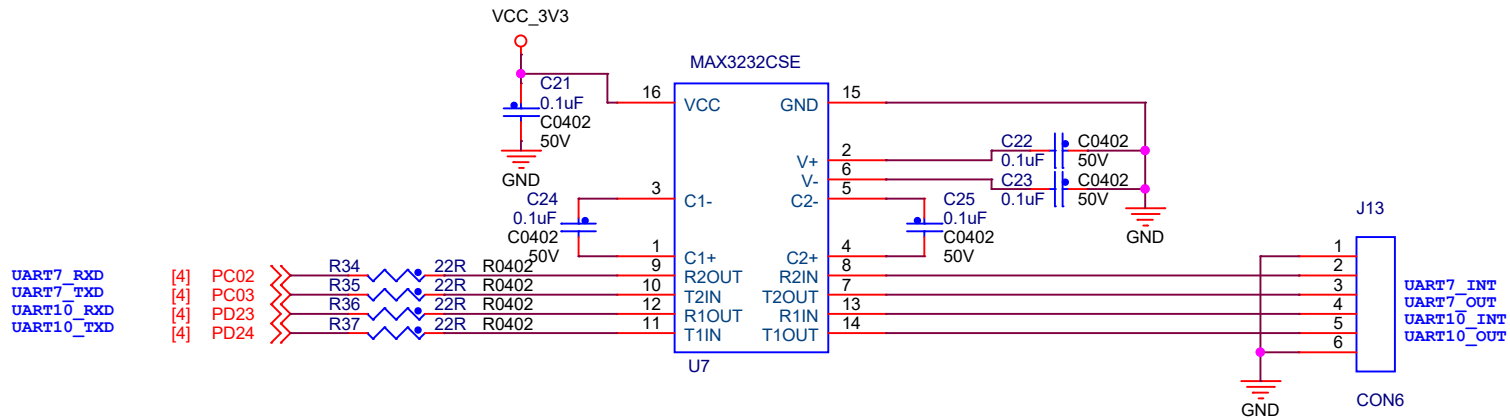 VCC_3V3
MAX3232CSE
C21
0.1uF
C0402
50V
GND
16 VCC GND 15
V+ 2
V- 6
C2- 5
C22 0.1uF C0402 50V
C23 0.1uF C0402 50V
GND
3 C1-
C24
0.1uF
C0402
50V
1 C1+
C25
0.1uF
C0402
50V
C2+ 4
UART7_RXD [4] PC02 R34 22R R0402 9 R2OUT R2IN 8
UART7_TXD [4] PC03 R35 22R R0402 10 T2IN T2OUT 7
UART10_RXD [4] PD23 R36 22R R0402 12 R1OUT R1IN 13
UART10_TXD [4] PD24 R37 22R R0402 11 T1IN T1OUT 14
U7
J13
1
2
3 UART7_INT
4 UART7_OUT
5 UART10_INT
6 UART10_OUT
GND
CON6